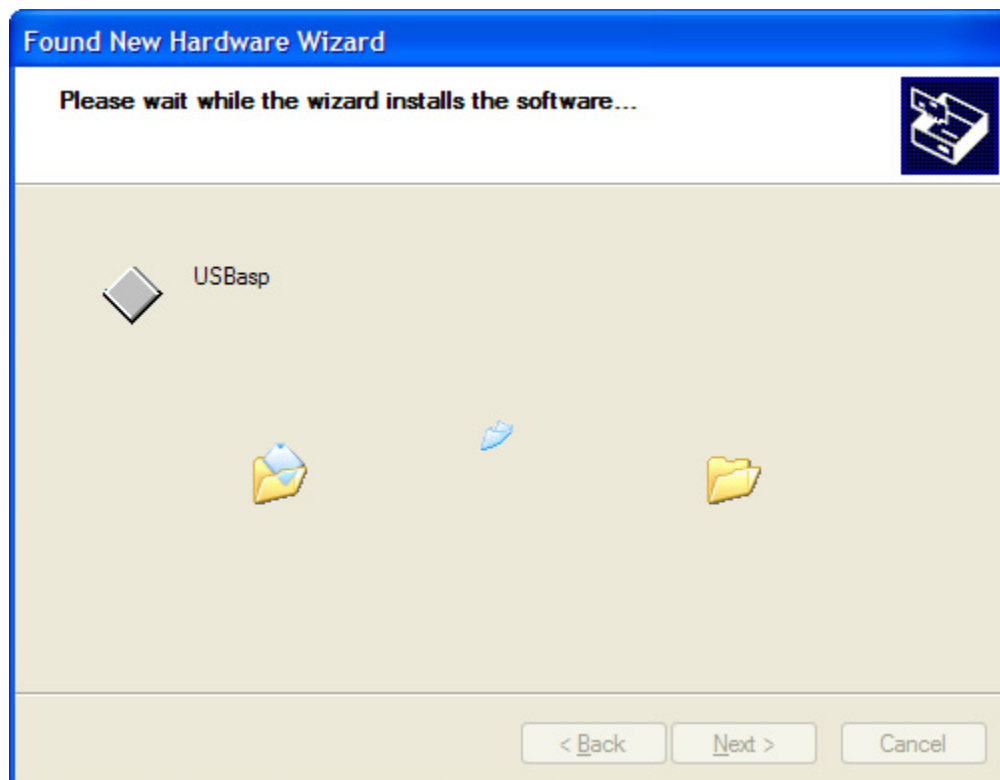 Found New Hardware Wizard
Please wait while the wizard installs the software...
USBasp
< Back Next > Cancel